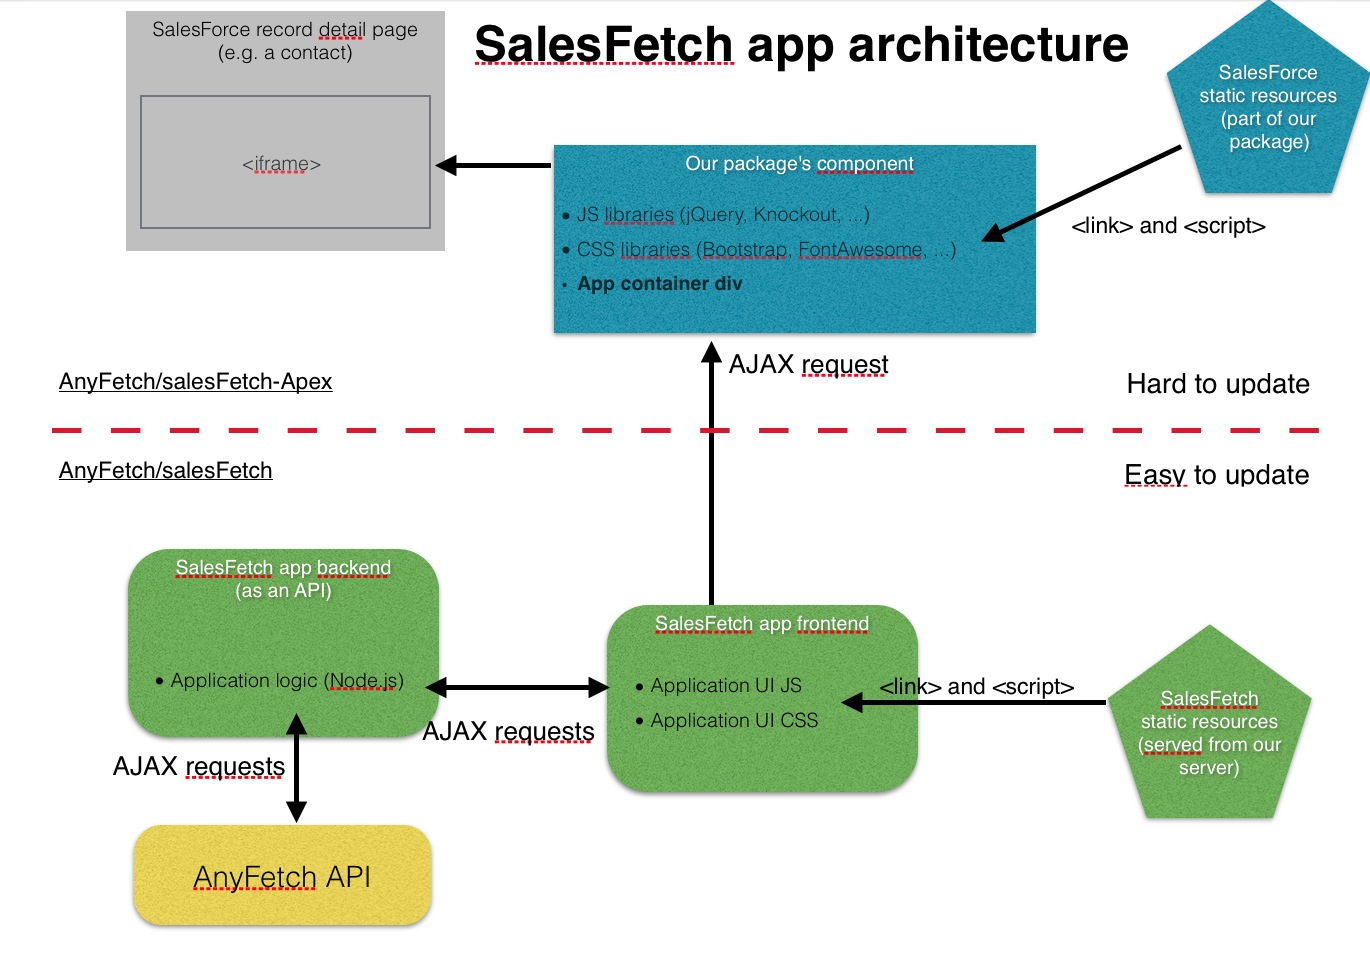 SalesFetch app architecture
SalesForce record detail page
(e.g. a contact)
<iframe>
SalesForce
static resources
(part of our
package)
Our package's component
• JS libraries (jQuery, Knockout, ...)
• CSS libraries (Bootstrap, FontAwesome, ...)
• App container div
<link> and <script>
AJAX request
AnyFetch/salesFetch-Apex
Hard to update
AnyFetch/salesFetch
Easy to update
SalesFetch app backend
(as an API)
• Application logic (Node.js)
AJAX requests
SalesFetch app frontend
• Application UI JS
• Application UI CSS
<link> and <script>
SalesFetch
static resources
(served from our
server)
AJAX requests
AnyFetch API